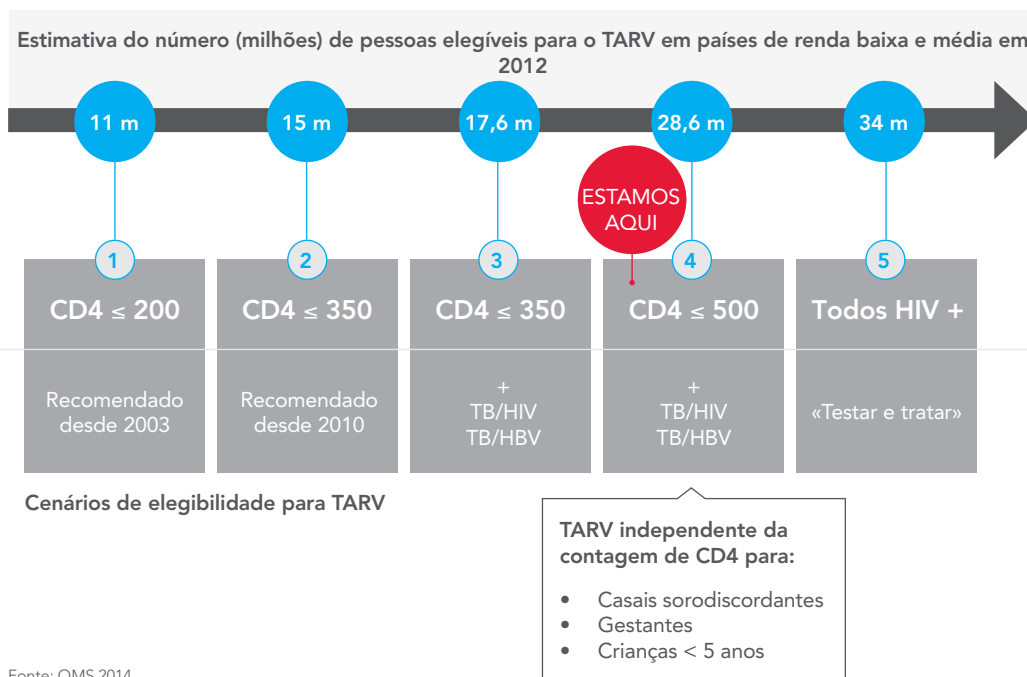 Estimativa do número (milhões) de pessoas elegíveis para o TARV em países de renda baixa e média em
2012
11 m
15 m
17,6 m
28,6 m
34 m
ESTAMOS
AQUI
1
2
3
4
5
CD4 ≤ 200
CD4 ≤ 350
CD4 ≤ 350
CD4 ≤ 500
Todos HIV +
Recomendado
desde 2003
Recomendado
desde 2010
+
TB/HIV
TB/HBV
+
TB/HIV
TB/HBV
«Testar e tratar»
Cenários de elegibilidade para TARV
TARV independente da
contagem de CD4 para:
• Casais sorodiscordantes
• Gestantes
• Crianças < 5 anos
Fonte: OMS 2014